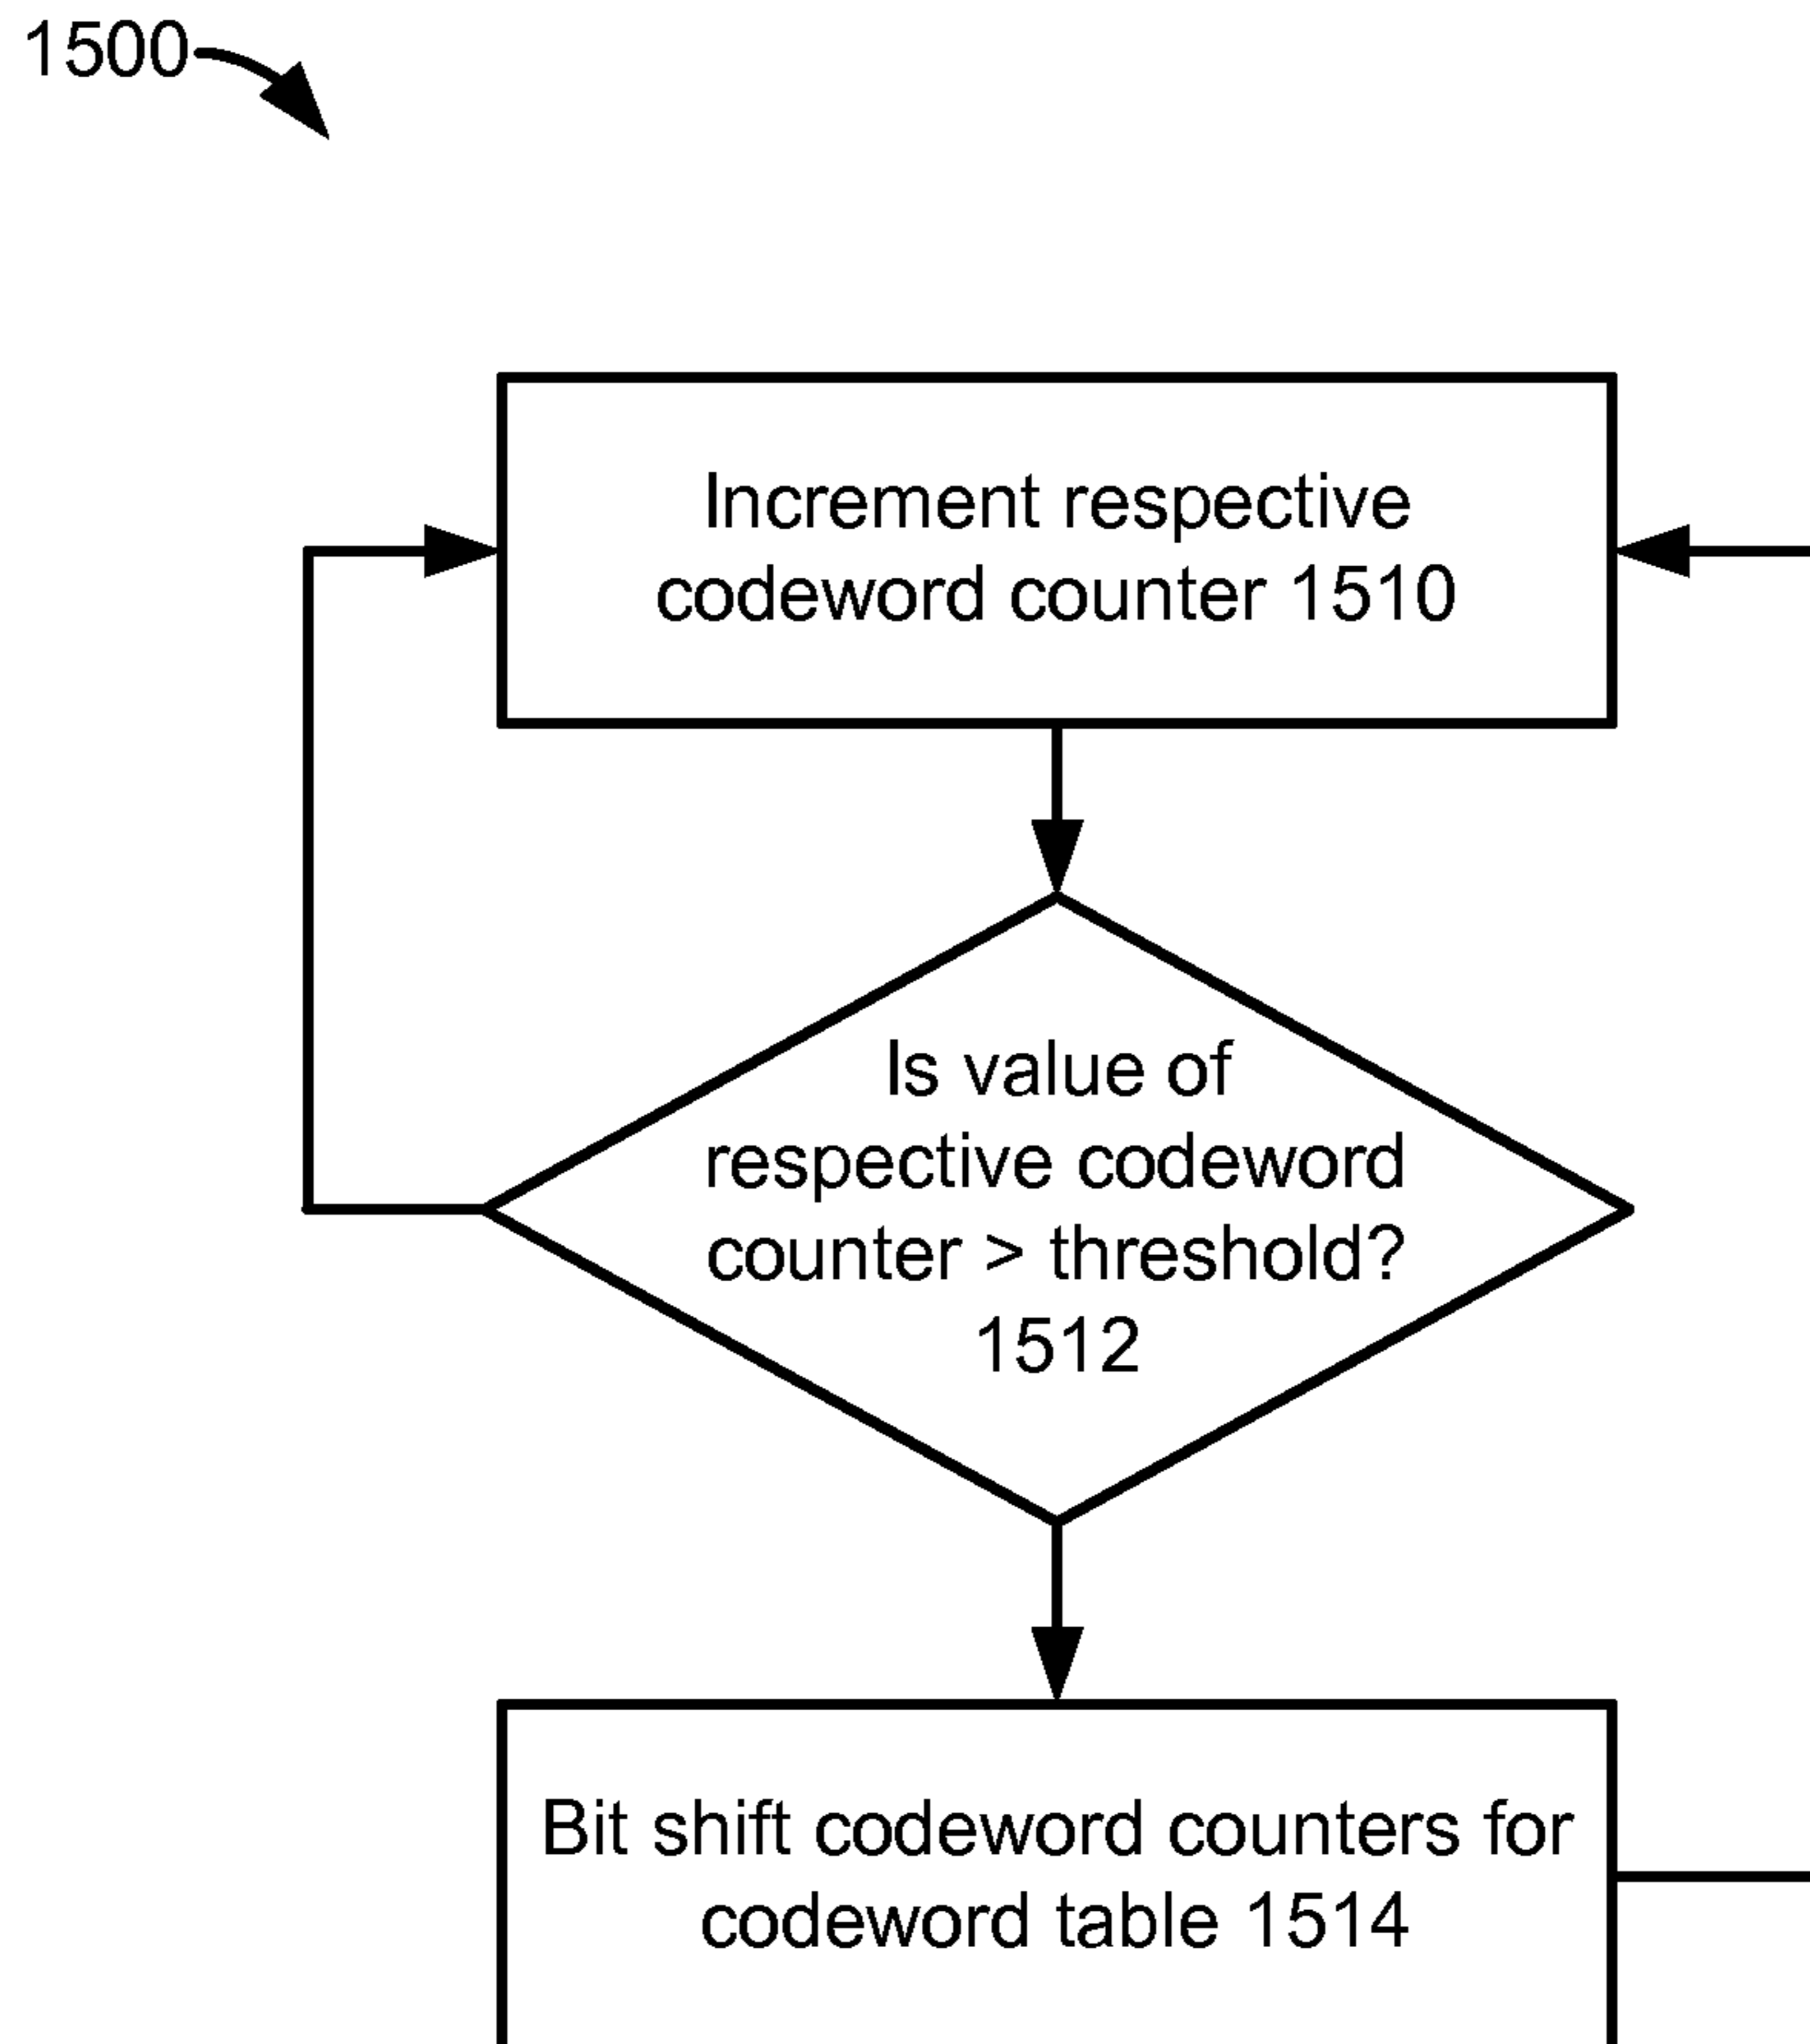 1500
Increment respective
codeword counter 1510
Is value of
respective codeword
counter > threshold?
1512
Bit shift codeword counters for
codeword table 1514